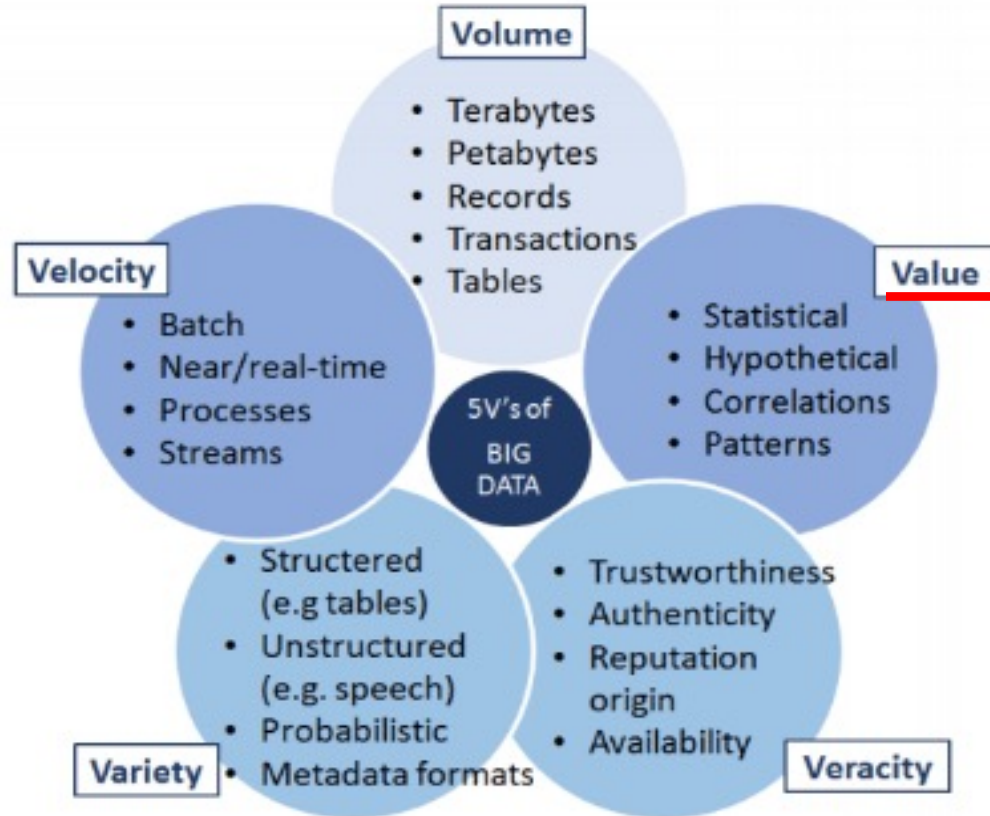 Volume
• Terabytes
• Petabytes
• Records
• Transactions
• Tables
Velocity
• Batch
• Near/real-time
• Processes
• Streams
Value
• Statistical
• Hypothetical
• Correlations
• Patterns
5V's of
BIG
DATA
• Structered
(e.g tables)
• Unstructured
(e.g. speech)
• Probabilistic
• Metadata formats
Variety
• Trustworthiness
• Authenticity
• Reputation
origin
• Availability
Veracity